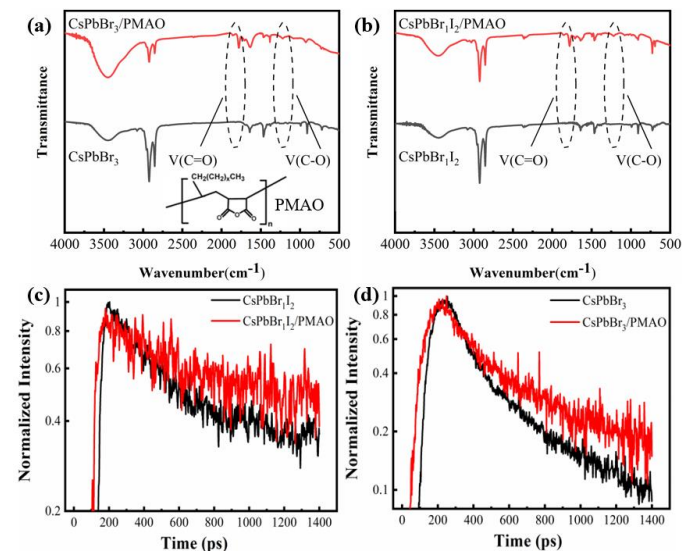 (a)
CsPbBr₃/PMAO
Transmittance
CsPbBr₃
V(C=O)
V(C-O)
CH₂(CH₂)ₓCH₃
O
O
O
n
PMAO
4000 3500 3000 2500 2000 1500 1000 500
Wavenumber(cm⁻¹)
(b)
CsPbBr₁I₂/PMAO
Transmittance
CsPbBr₁I₂
V(C=O)
V(C-O)
4000 3500 3000 2500 2000 1500 1000 500
Wavenumber(cm⁻¹)
(c)
CsPbBr₁I₂
CsPbBr₁I₂/PMAO
Normalized Intensity
1
0.8
0.6
0.4
0.2
0 200 400 600 800 1000 1200 1400
Time (ps)
(d)
CsPbBr₃
CsPbBr₃/PMAO
Normalized Intensity
1
0.8
0.6
0.4
0.2
0.1
0 200 400 600 800 1000 1200 1400
Time (ps)